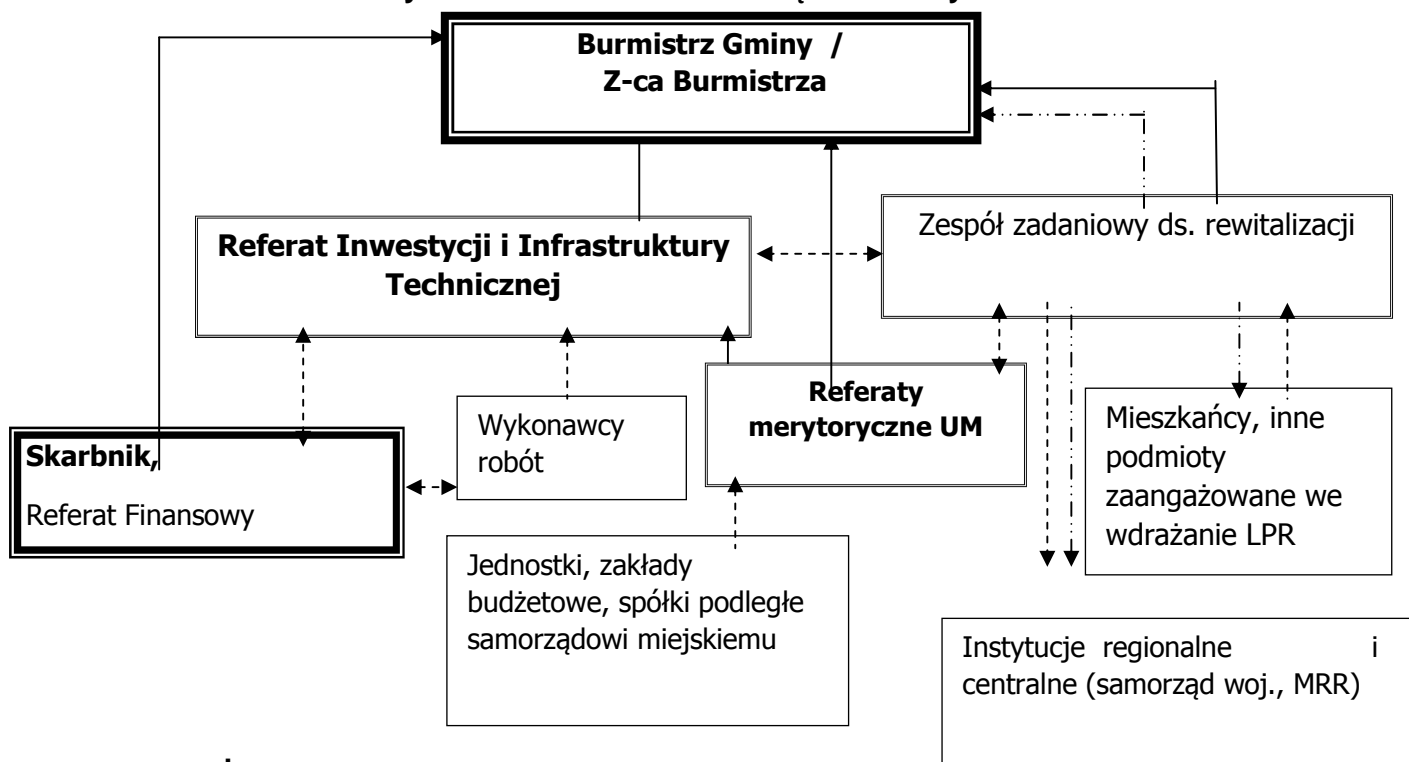 Burmistrz Gminy /
Z-ca Burmistrza
Referat Inwestycji i Infrastruktury
Technicznej
Zespół zadaniowy ds. rewitalizacji
Referaty
merytoryczne UM
Wykonawcy
robót
Mieszkańcy, inne
podmioty
zaangażowane we
wdrażanie LPR
Skarbnik,
Referat Finansowy
Jednostki, zakłady
budżetowe, spółki podległe
samorządowi miejskiemu
Instytucje regionalne i
centralne (samorząd woj., MRR)